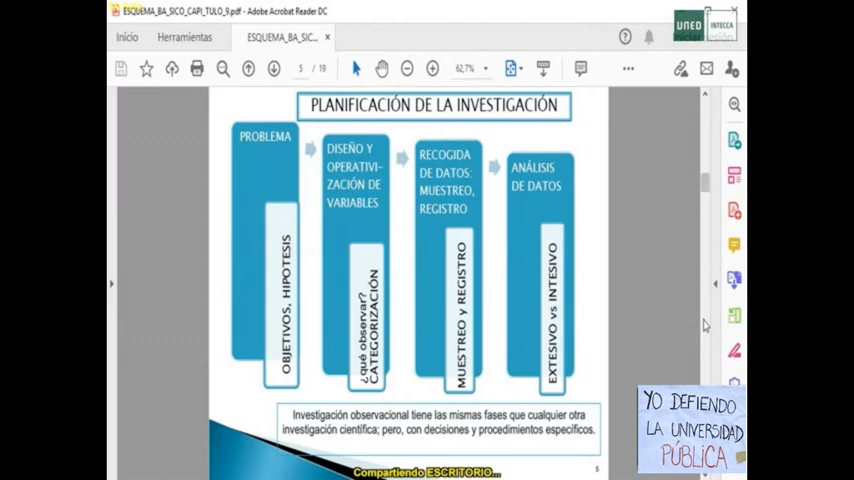 ESQUEMA_BA_SICO_CAPI_TULO_9.pdf - Adobe Acrobat Reader DC
UNED
INTECCA
Inicio
Herramientas
ESQUEMA_BA_SIC...
×
Iniciar sesión
5 / 19
62,7%
PLANIFICACIÓN DE LA INVESTIGACIÓN
PROBLEMA
OBJETIVOS, HIPOTESIS
DISEÑO Y
OPERATIVI-
ZACIÓN DE
VARIABLES
¿qué observar?
CATEGORIZACIÓN
RECOGIDA
DE DATOS:
MUESTREO,
REGISTRO
MUESTREO y REGISTRO
ANÁLISIS
DE DATOS
EXTESIVO vs INTESIVO
Investigación observacional tiene las mismas fases que cualquier otra
investigación científica; pero, con decisiones y procedimientos específicos.
5
Compartiendo ESCRITORIO...
YO DEFIENDO
LA UNIVERSIDAD
PÚBLICA